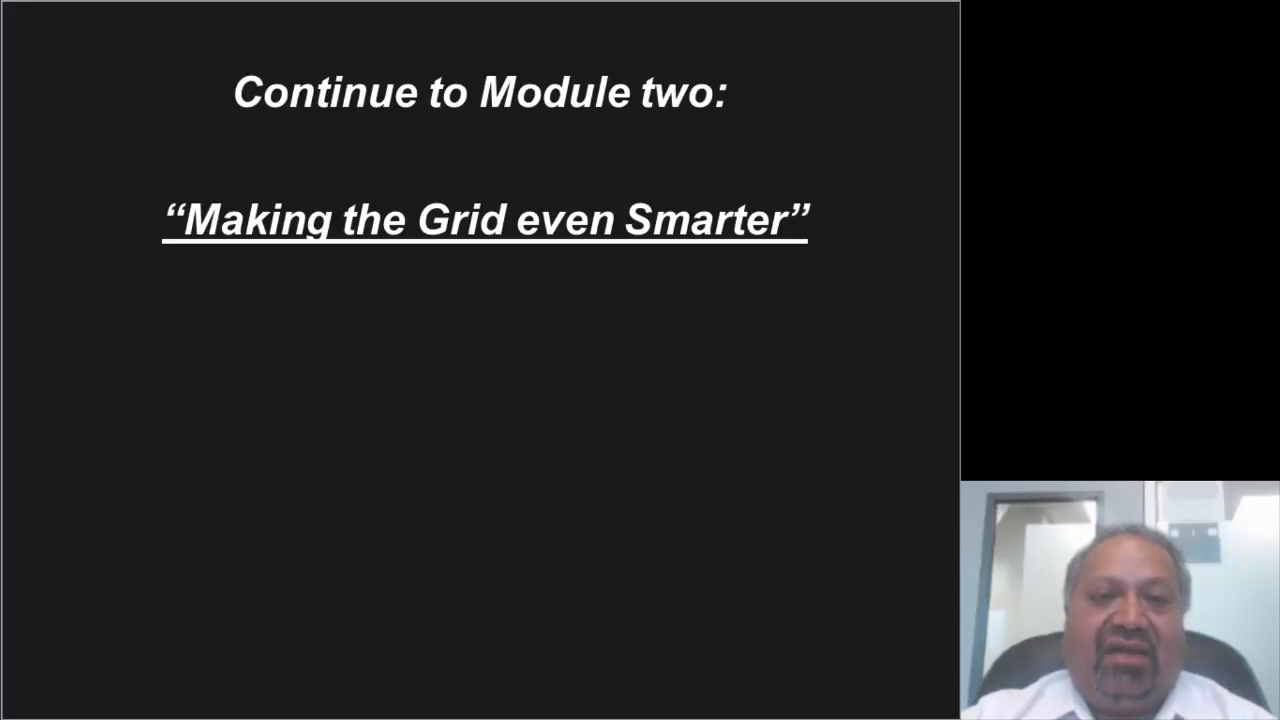 Continue to Module two:
“Making the Grid even Smarter”